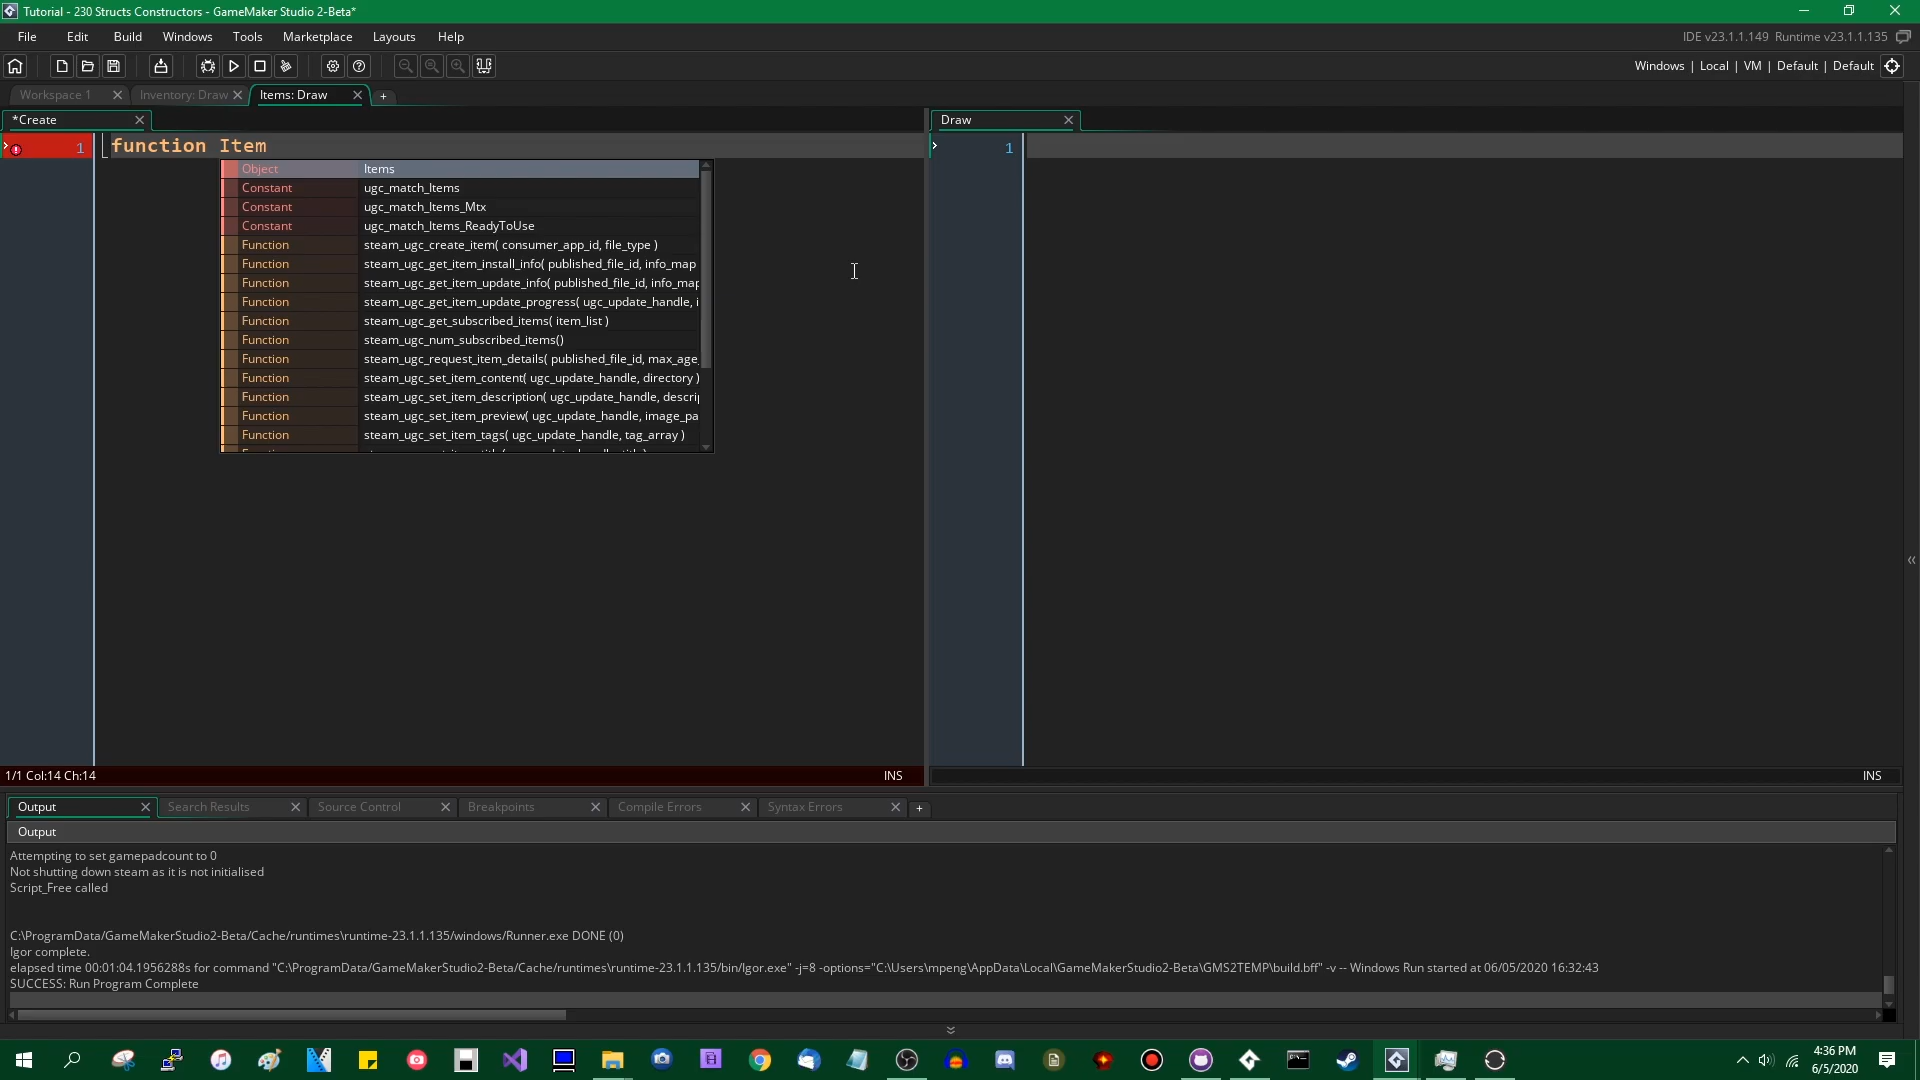 Tutorial - 230 Structs Constructors - GameMaker Studio 2-Beta*
File Edit Build Windows Tools Marketplace Layouts Help
IDE v23.1.1.149 Runtime v23.1.1.135
Windows | Local | VM | Default | Default
Workspace 1
Inventory: Draw
Items: Draw
*Create
Draw
1 function Item
1
Object Items
Constant ugc_match_Items
Constant ugc_match_Items_Mtx
Constant ugc_match_Items_ReadyToUse
Function steam_ugc_create_item( consumer_app_id, file_type )
Function steam_ugc_get_item_install_info( published_file_id, info_map
Function steam_ugc_get_item_update_info( published_file_id, info_map
Function steam_ugc_get_item_update_progress( ugc_update_handle, i
Function steam_ugc_get_subscribed_items( item_list )
Function steam_ugc_num_subscribed_items()
Function steam_ugc_request_item_details( published_file_id, max_age
Function steam_ugc_set_item_content( ugc_update_handle, directory )
Function steam_ugc_set_item_description( ugc_update_handle, descri
Function steam_ugc_set_item_preview( ugc_update_handle, image_pa
Function steam_ugc_set_item_tags( ugc_update_handle, tag_array )
1/1 Col:14 Ch:14
INS
INS
Output
Search Results
Source Control
Breakpoints
Compile Errors
Syntax Errors
Output
Attempting to set gamepadcount to 0
Not shutting down steam as it is not initialised
Script_Free called
C:\ProgramData/GameMakerStudio2-Beta/Cache/runtimes\runtime-23.1.1.135/windows/Runner.exe DONE (0)
Igor complete.
elapsed time 00:01:04.1956288s for command "C:\ProgramData/GameMakerStudio2-Beta/Cache/runtimes\runtime-23.1.1.135/bin/Igor.exe" -j=8 -options="C:\Users\mpeng\AppData\Local\GameMakerStudio2-Beta\GMS2TEMP\build.bff" -v -- Windows Run started at 06/05/2020 16:32:43
SUCCESS: Run Program Complete
4:36 PM
6/5/2020